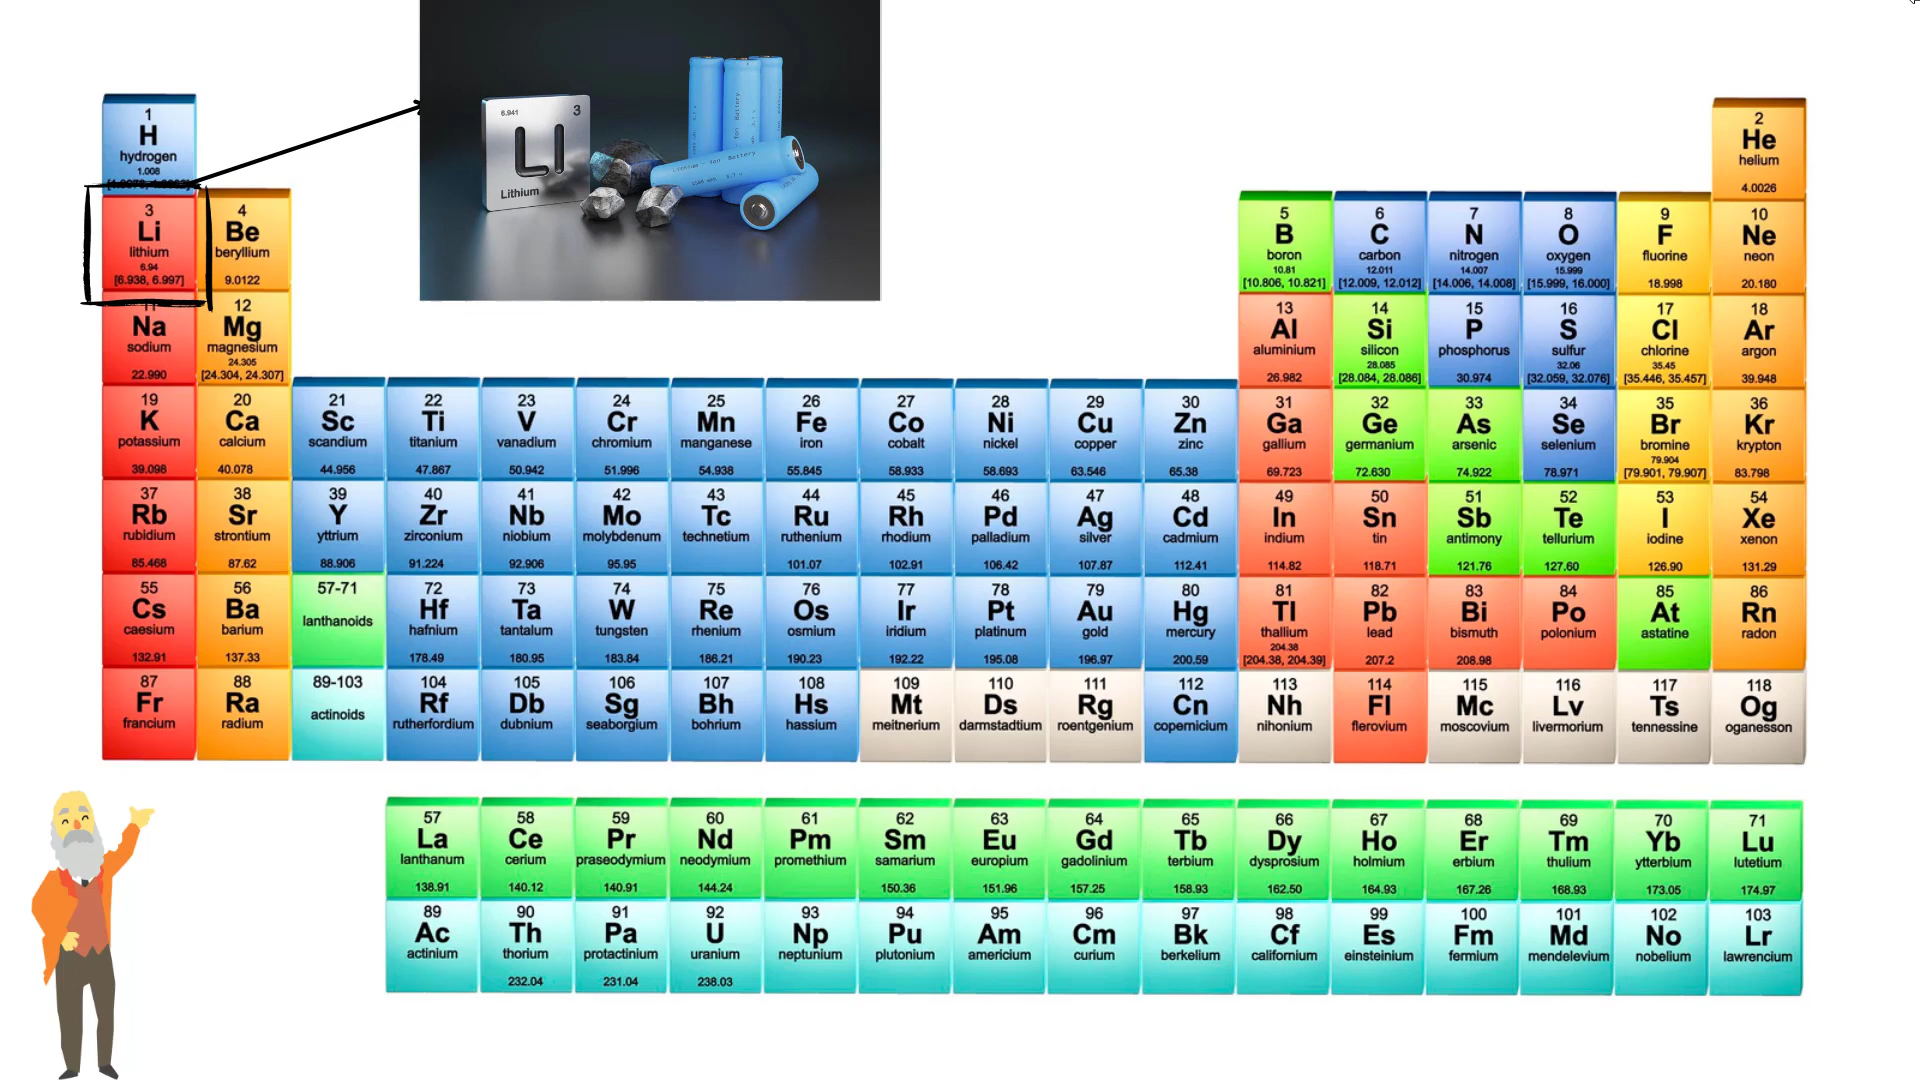 6.941 3
Li
Lithium
Lithium - Ion Battery
1
H
hydrogen
1.008
2
He
helium
4.0026
3
Li
lithium
6.94
[6.938, 6.997]
4
Be
beryllium
9.0122
5
B
boron
10.81
[10.806, 10.821]
6
C
carbon
12.011
[12.009, 12.012]
7
N
nitrogen
14.007
[14.006, 14.008]
8
O
oxygen
15.999
[15.999, 16.000]
9
F
fluorine
18.998
10
Ne
neon
20.180
11
Na
sodium
22.990
12
Mg
magnesium
24.305
[24.304, 24.307]
13
Al
aluminium
26.982
14
Si
silicon
28.085
[28.084, 28.086]
15
P
phosphorus
30.974
16
S
sulfur
32.06
[32.059, 32.076]
17
Cl
chlorine
35.45
[35.446, 35.457]
18
Ar
argon
39.948
19
K
potassium
39.098
20
Ca
calcium
40.078
21
Sc
scandium
44.956
22
Ti
titanium
47.867
23
V
vanadium
50.942
24
Cr
chromium
51.996
25
Mn
manganese
54.938
26
Fe
iron
55.845
27
Co
cobalt
58.933
28
Ni
nickel
58.693
29
Cu
copper
63.546
30
Zn
zinc
65.38
31
Ga
gallium
69.723
32
Ge
germanium
72.630
33
As
arsenic
74.922
34
Se
selenium
78.971
35
Br
bromine
79.904
[79.901, 79.907]
36
Kr
krypton
83.798
37
Rb
rubidium
85.468
38
Sr
strontium
87.62
39
Y
yttrium
88.906
40
Zr
zirconium
91.224
41
Nb
niobium
92.906
42
Mo
molybdenum
95.95
43
Tc
technetium
44
Ru
ruthenium
101.07
45
Rh
rhodium
102.91
46
Pd
palladium
106.42
47
Ag
silver
107.87
48
Cd
cadmium
112.41
49
In
indium
114.82
50
Sn
tin
118.71
51
Sb
antimony
121.76
52
Te
tellurium
127.60
53
I
iodine
126.90
54
Xe
xenon
131.29
55
Cs
caesium
132.91
56
Ba
barium
137.33
57-71
lanthanoids
72
Hf
hafnium
178.49
73
Ta
tantalum
180.95
74
W
tungsten
183.84
75
Re
rhenium
186.21
76
Os
osmium
190.23
77
Ir
iridium
192.22
78
Pt
platinum
195.08
79
Au
gold
196.97
80
Hg
mercury
200.59
81
Tl
thallium
204.38
[204.38, 204.39]
82
Pb
lead
207.2
83
Bi
bismuth
208.98
84
Po
polonium
85
At
astatine
86
Rn
radon
87
Fr
francium
88
Ra
radium
89-103
actinoids
104
Rf
rutherfordium
105
Db
dubnium
106
Sg
seaborgium
107
Bh
bohrium
108
Hs
hassium
109
Mt
meitnerium
110
Ds
darmstadtium
111
Rg
roentgenium
112
Cn
copernicium
113
Nh
nihonium
114
Fl
flerovium
115
Mc
moscovium
116
Lv
livermorium
117
Ts
tennessine
118
Og
oganesson
57
La
lanthanum
138.91
58
Ce
cerium
140.12
59
Pr
praseodymium
140.91
60
Nd
neodymium
144.24
61
Pm
promethium
62
Sm
samarium
150.36
63
Eu
europium
151.96
64
Gd
gadolinium
157.25
65
Tb
terbium
158.93
66
Dy
dysprosium
162.50
67
Ho
holmium
164.93
68
Er
erbium
167.26
69
Tm
thulium
168.93
70
Yb
ytterbium
173.05
71
Lu
lutetium
174.97
89
Ac
actinium
90
Th
thorium
232.04
91
Pa
protactinium
231.04
92
U
uranium
238.03
93
Np
neptunium
94
Pu
plutonium
95
Am
americium
96
Cm
curium
97
Bk
berkelium
98
Cf
californium
99
Es
einsteinium
100
Fm
fermium
101
Md
mendelevium
102
No
nobelium
103
Lr
lawrencium